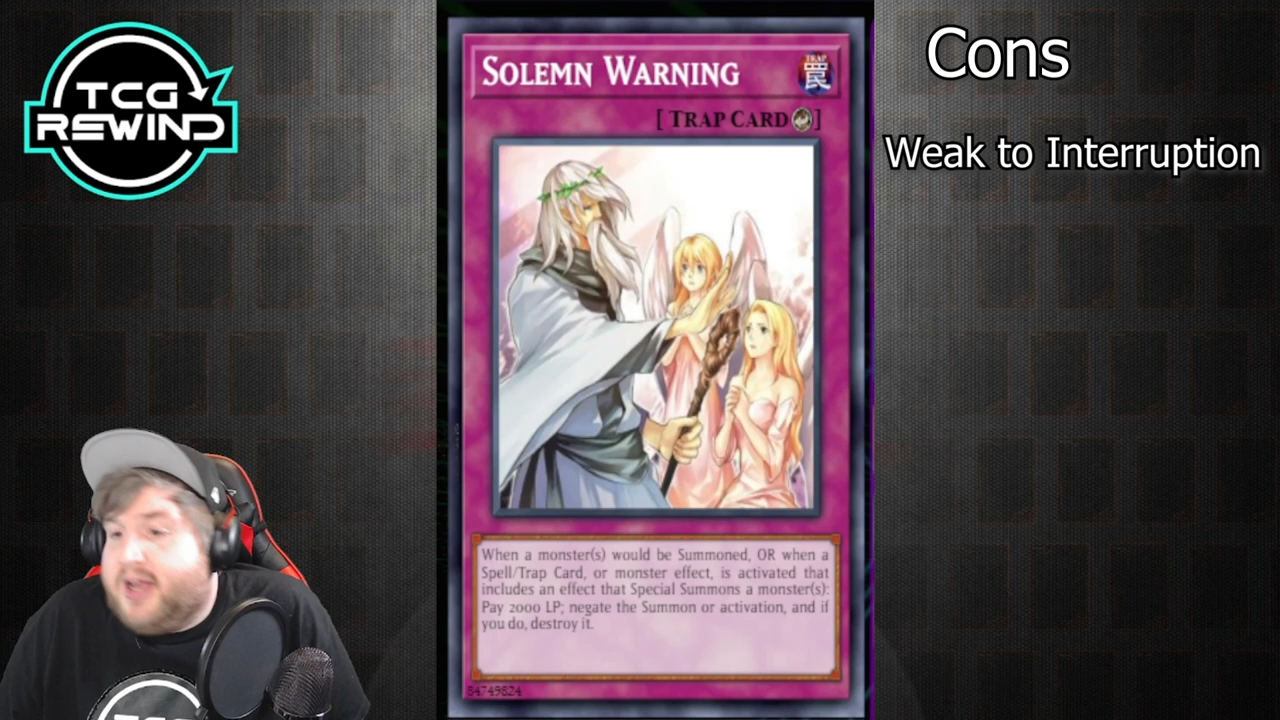 TCG
REWIND
SOLEMN WARNING
TRAP
罠
[ TRAP CARD ]
When a monster(s) would be Summoned, OR when a
Spell/Trap Card, or monster effect, is activated that
includes an effect that Special Summons a monster(s):
Pay 2000 LP; negate the Summon or activation, and if
you do, destroy it.
84749824
Cons
Weak to Interruption